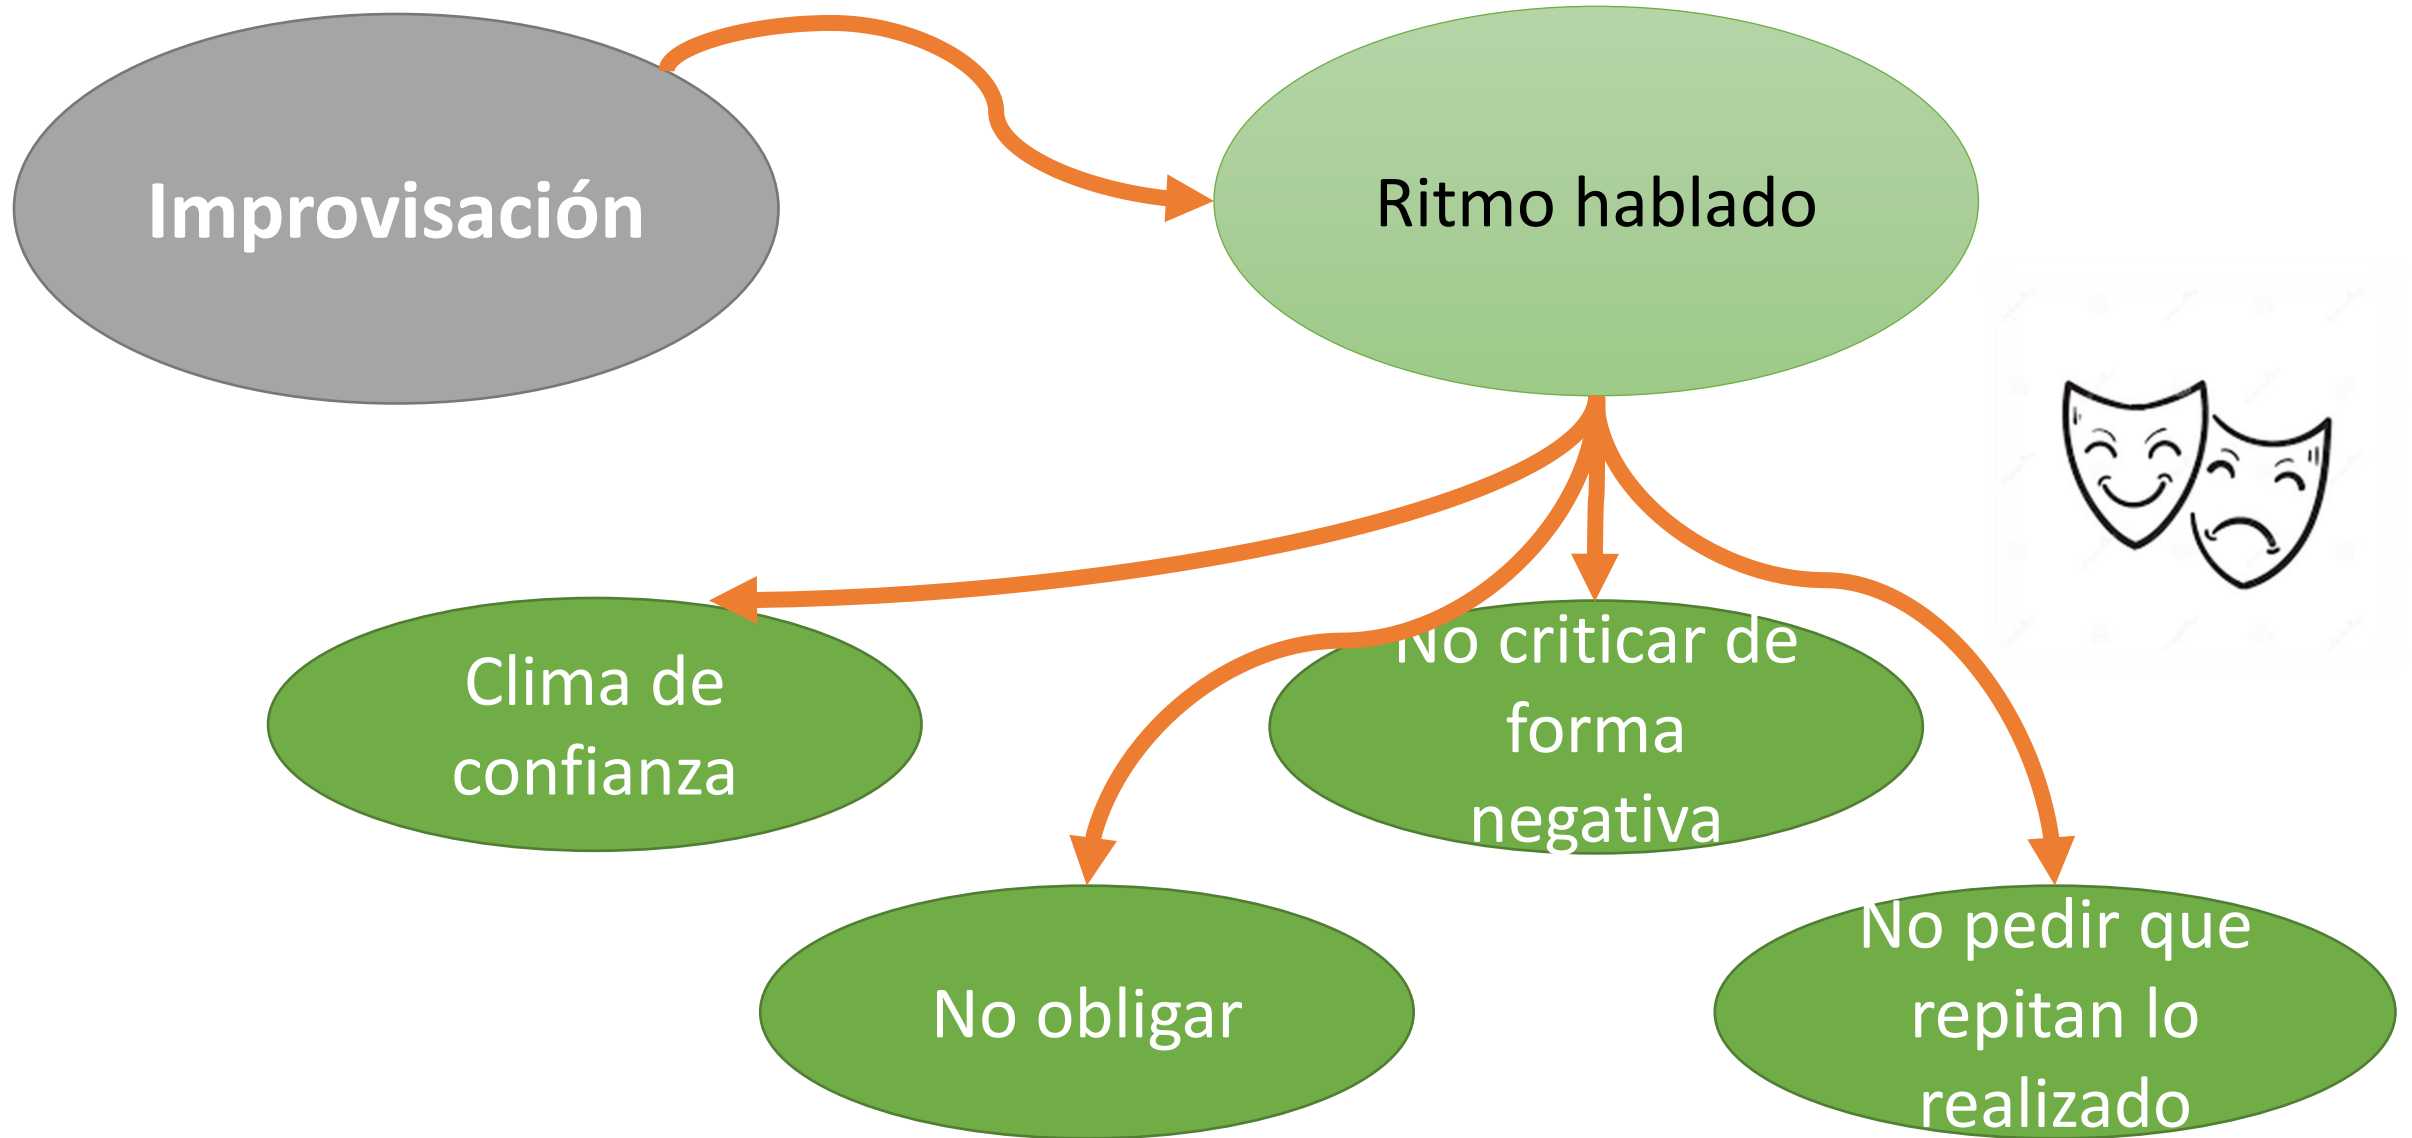 Improvisación
Ritmo hablado
Clima de
confianza
No criticar de
forma
negativa
No obligar
No pedir que
repitan lo
realizado